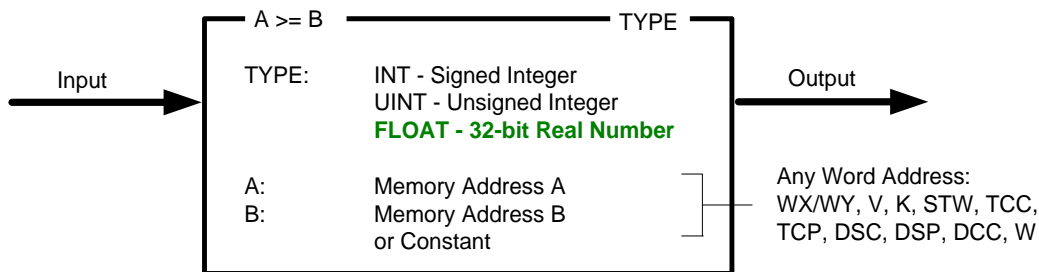 A >= B TYPE
Input
Output
TYPE: INT - Signed Integer
UINT - Unsigned Integer
FLOAT - 32-bit Real Number
A: Memory Address A
B: Memory Address B
or Constant
Any Word Address:
WX/WY, V, K, STW, TCC,
TCP, DSC, DSP, DCC, W